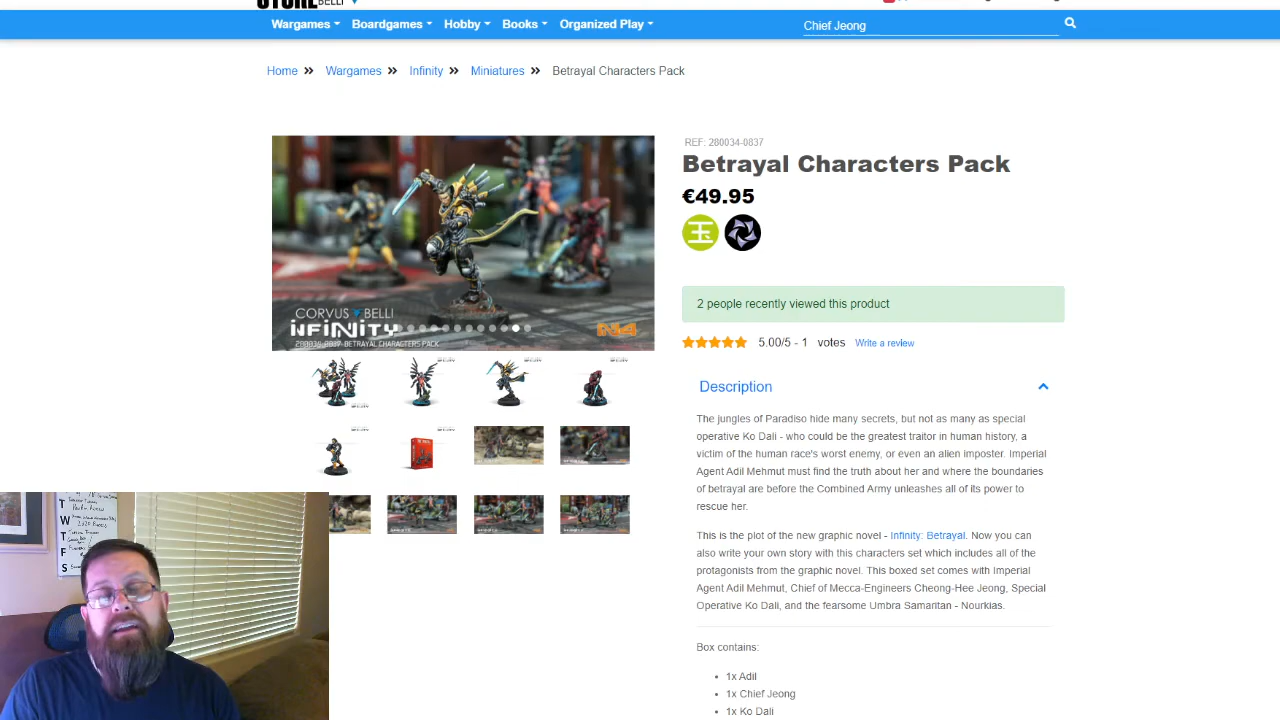 STORE BELLI
Wargames Boardgames Hobby Books Organized Play Chief Jeong
Home » Wargames » Infinity » Miniatures » Betrayal Characters Pack
REF: 280034-0837
Betrayal Characters Pack
€49.95
玉
2 people recently viewed this product
5.00/5 - 1 votes Write a review
Description
The jungles of Paradiso hide many secrets, but not as many as special
operative Ko Dali - who could be the greatest traitor in human history, a
victim of the human race's worst enemy, or even an alien imposter. Imperial
Agent Adil Mehmut must find the truth about her and where the boundaries
of betrayal are before the Combined Army unleashes all of its power to
rescue her.
This is the plot of the new graphic novel - Infinity: Betrayal. Now you can
also write your own story with this characters set which includes all of the
protagonists from the graphic novel. This boxed set comes with Imperial
Agent Adil Mehmut, Chief of Mecca-Engineers Cheong-Hee Jeong, Special
Operative Ko Dali, and the fearsome Umbra Samaritan - Nourkias.
Box contains:
1x Adil
1x Chief Jeong
1x Ko Dali
CORVUS BELLI
INFINITY
N4
280034-0837-BETRAYAL CHARACTERS PACK
T
W
T
F
S